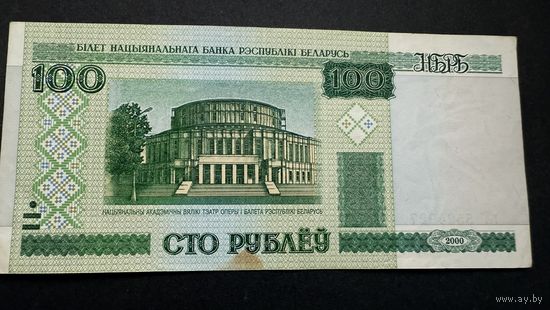 БІЛЕТ НАЦЫЯНАЛЬНАГА БАНКА РЭСПУБЛІКІ БЕЛАРУСЬ
100
100
НБРБ
НАЦЫЯНАЛЬНЫ АКАДЭМІЧНЫ ВЯЛІКІ ТЭАТР ОПЕРЫ І БАЛЕТА РЭСПУБЛІКІ БЕЛАРУСЬ
СТО РУБЛЁЎ
2000
www.ay.by